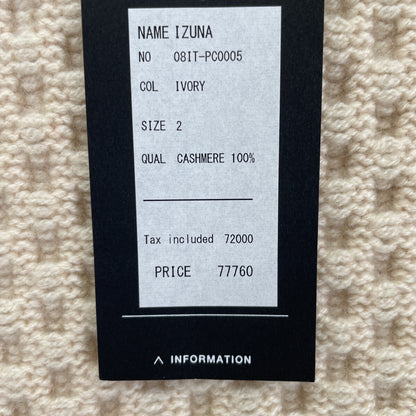 NAME IZUNA
NO 08IT-PC0005
COL IVORY
SIZE 2
QUAL CASHMERE 100%
Tax included 72000
PRICE 77760
∧ INFORMATION